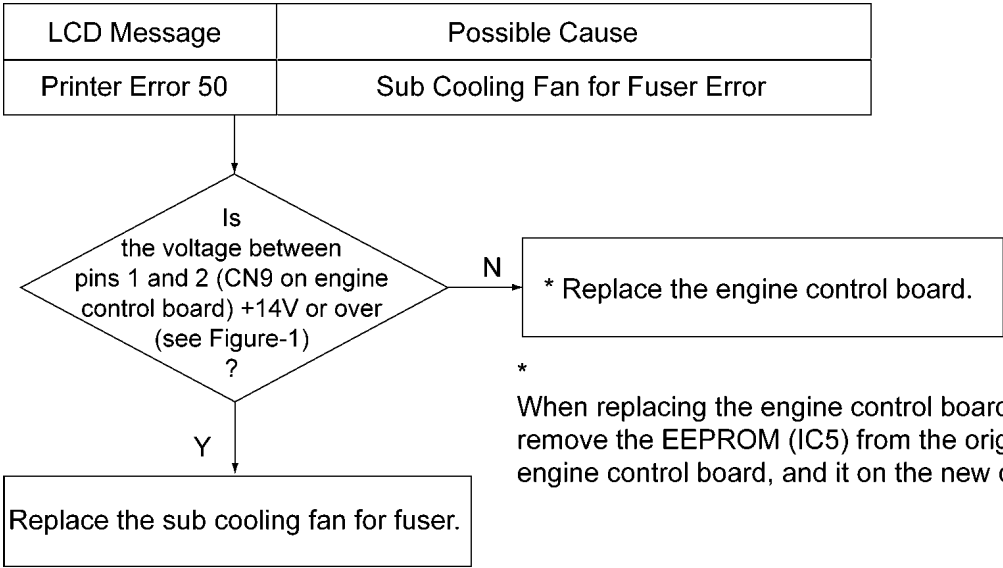 LCD Message Possible Cause
Printer Error 50 Sub Cooling Fan for Fuser Error
Is
the voltage between
pins 1 and 2 (CN9 on engine
control board) +14V or over
(see Figure-1)
?
N
* Replace the engine control board.
*
When replacing the engine control board
remove the EEPROM (IC5) from the
engine control board, and it on the new
Y
Replace the sub cooling fan for fuser.